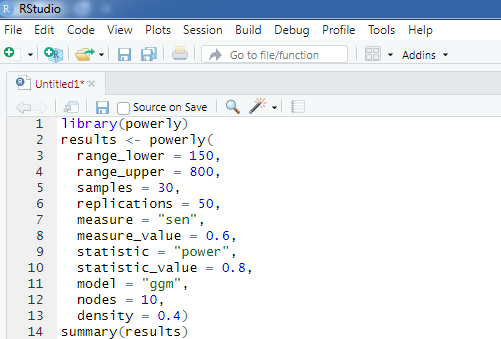 RStudio
File Edit Code View Plots Session Build Debug Profile Tools Help
Go to file/function Addins
Untitled1*
Source on Save
1 library(powerly)
2 results <- powerly(
3 range_lower = 150,
4 range_upper = 800,
5 samples = 30,
6 replications = 50,
7 measure = "sen",
8 measure_value = 0.6,
9 statistic = "power",
10 statistic_value = 0.8,
11 model = "ggm",
12 nodes = 10,
13 density = 0.4)
14 summary(results)